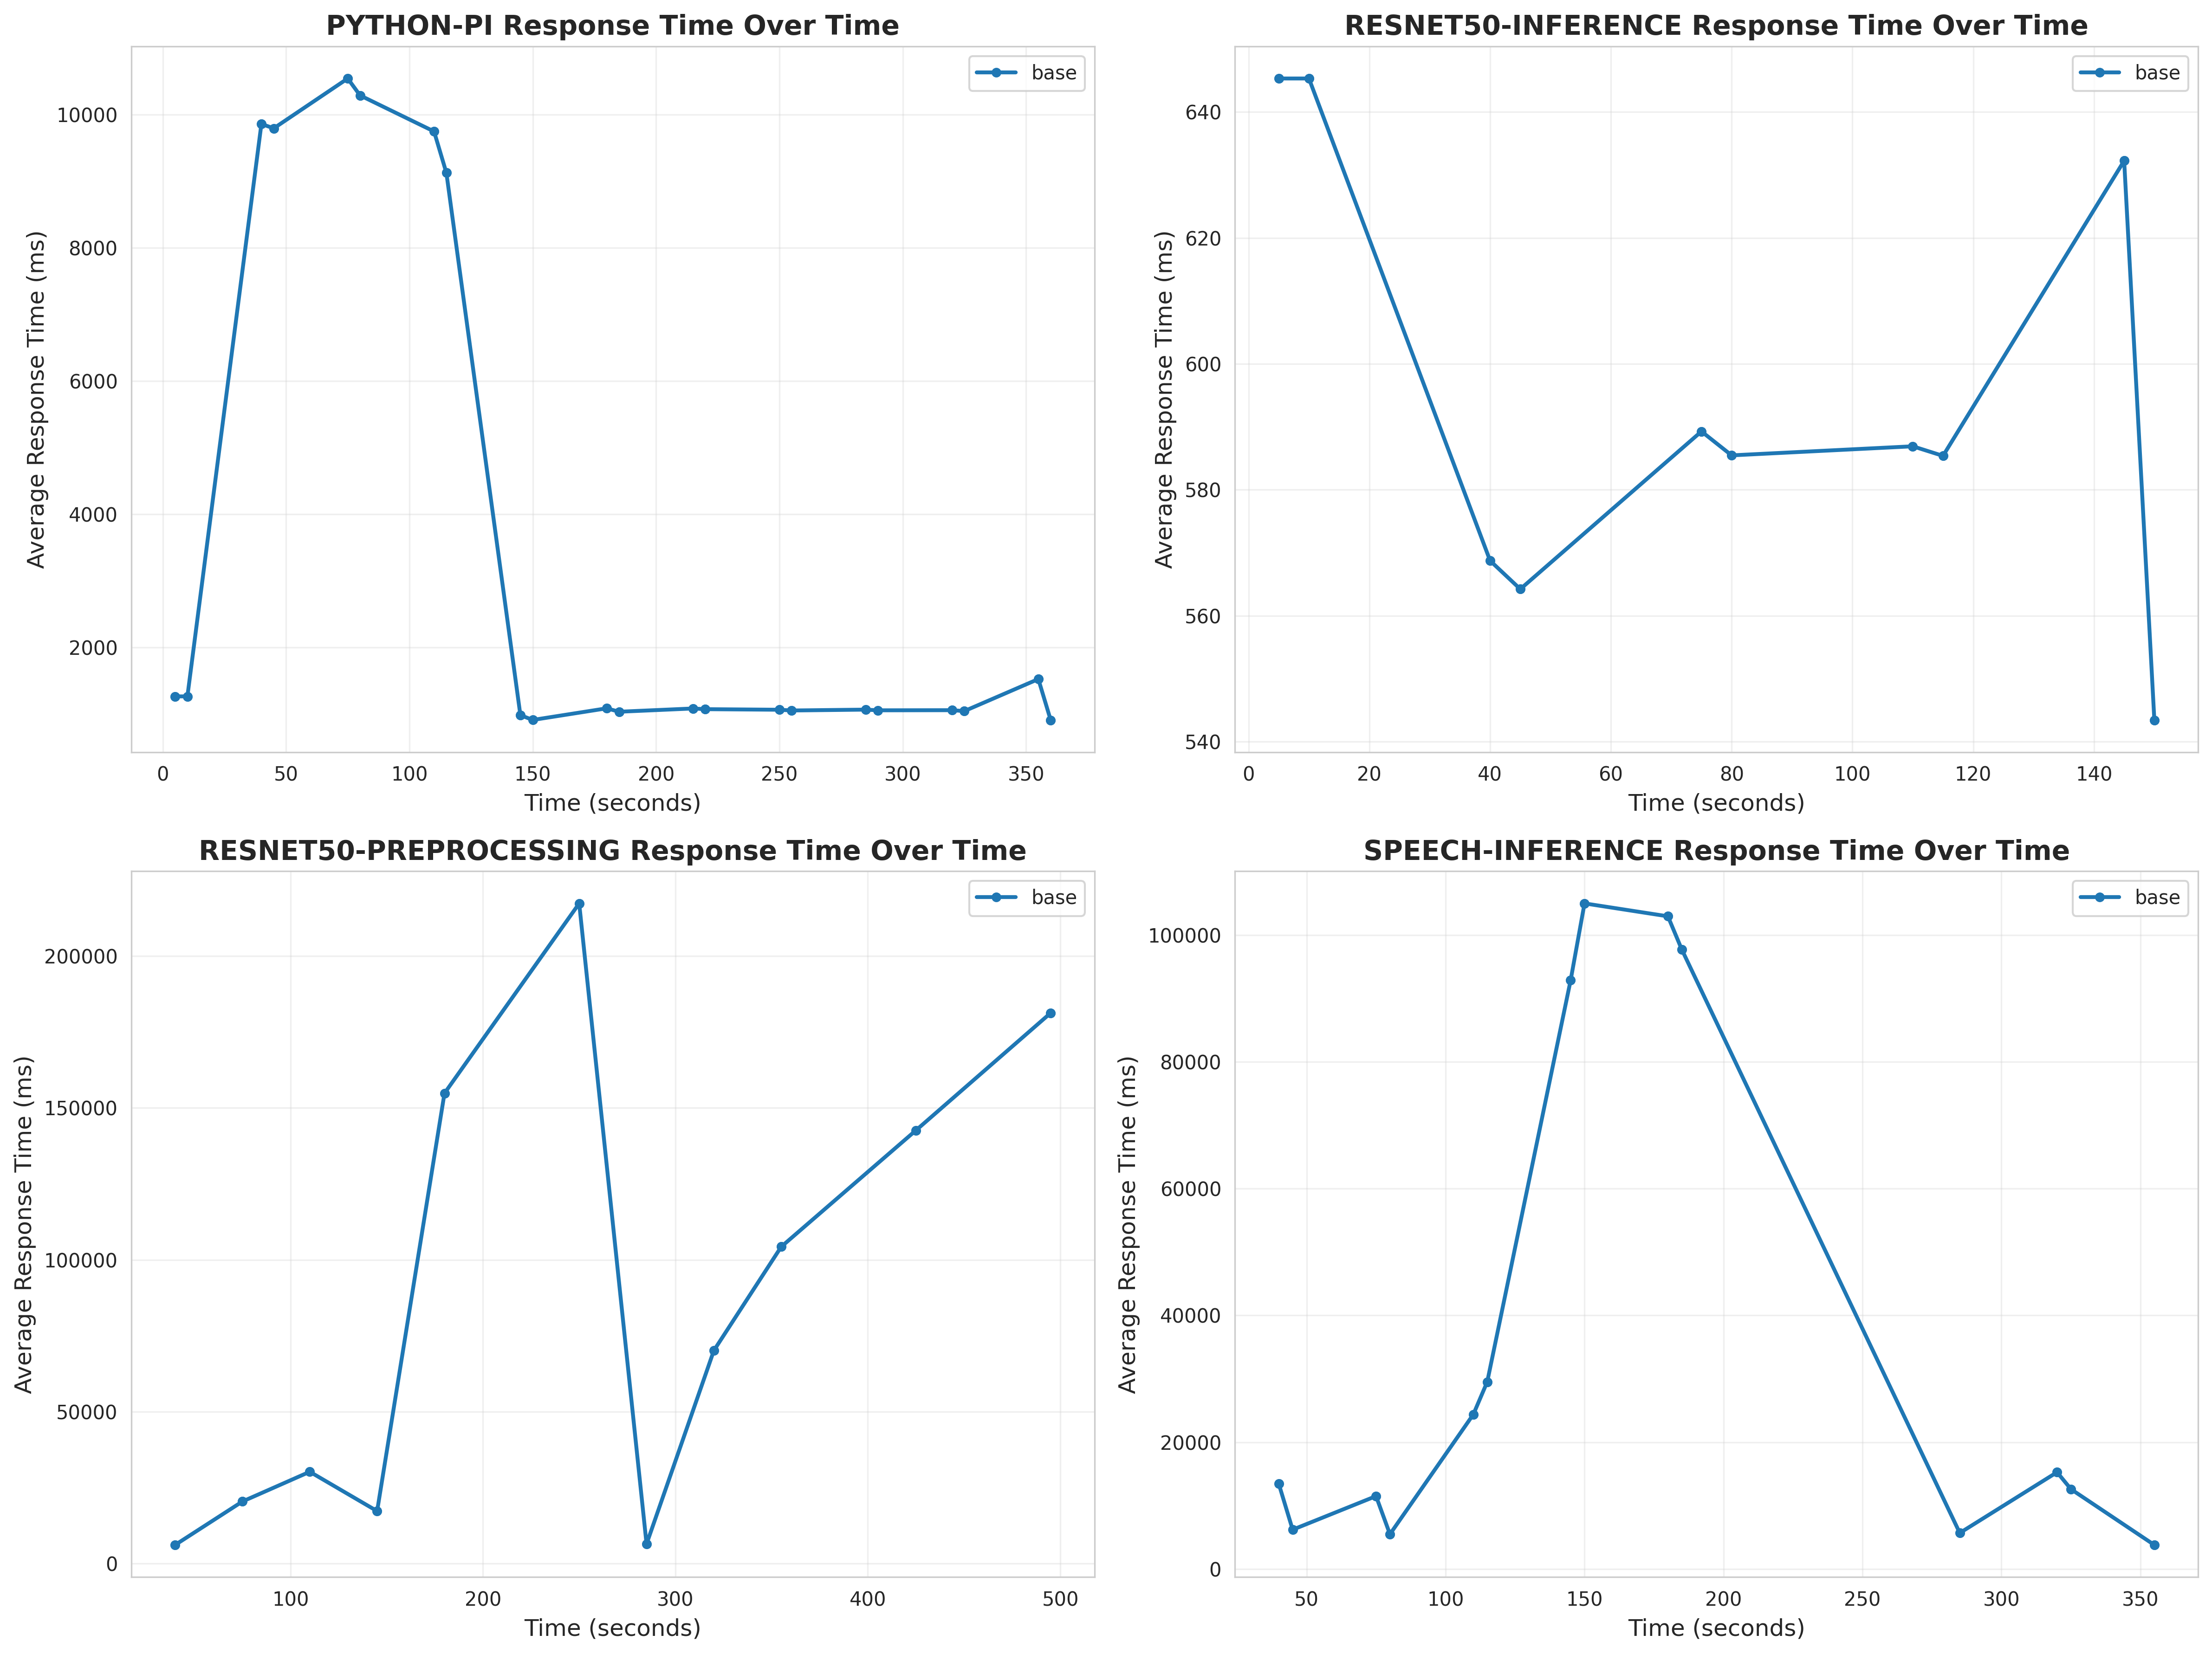 PYTHON-PI Response Time Over Time
base
Average Response Time (ms)
10000
8000
6000
4000
2000
0 50 100 150 200 250 300 350
Time (seconds)
RESNET50-INFERENCE Response Time Over Time
base
Average Response Time (ms)
640
620
600
580
560
540
0 20 40 60 80 100 120 140
Time (seconds)
RESNET50-PREPROCESSING Response Time Over Time
base
Average Response Time (ms)
200000
150000
100000
50000
0
100 200 300 400 500
Time (seconds)
SPEECH-INFERENCE Response Time Over Time
base
Average Response Time (ms)
100000
80000
60000
40000
20000
0
50 100 150 200 250 300 350
Time (seconds)